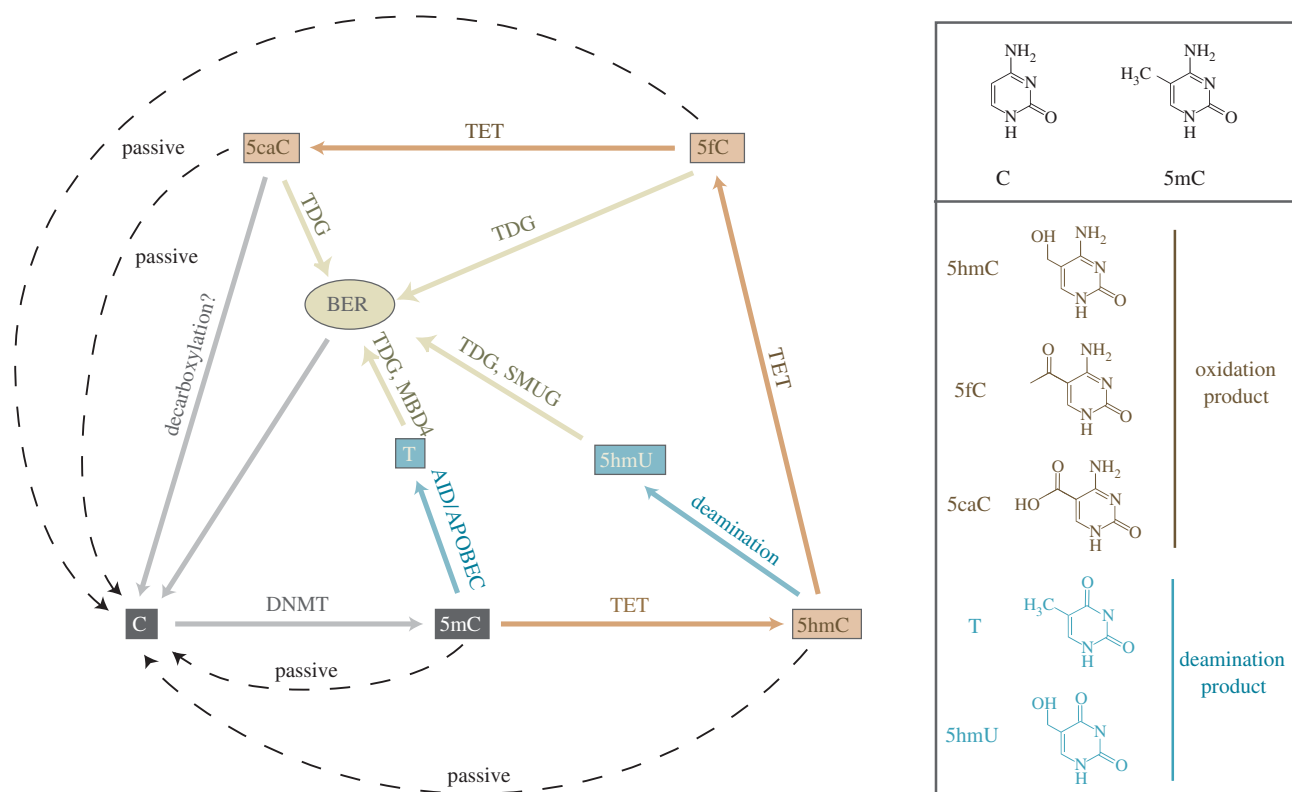 passive
5caC
TET
5fC
TDG
TDG
passive
BER
decarboxylation?
TDG, MBD4
TDG, SMUG
TET
T
5hmU
AID/APOBEC
deamination
C
DNMT
5mC
TET
5hmC
passive
passive
NH2
N
O
N
H
C
NH2
H3C
N
O
N
H
5mC
5hmC
OH
NH2
N
O
NH
5fC
O
NH2
N
O
N
H
5caC
O
NH2
HO
N
O
NH
oxidation
product
T
O
H3C
N
O
N
H
5hmU
OH
O
N
O
N
H
deamination
product